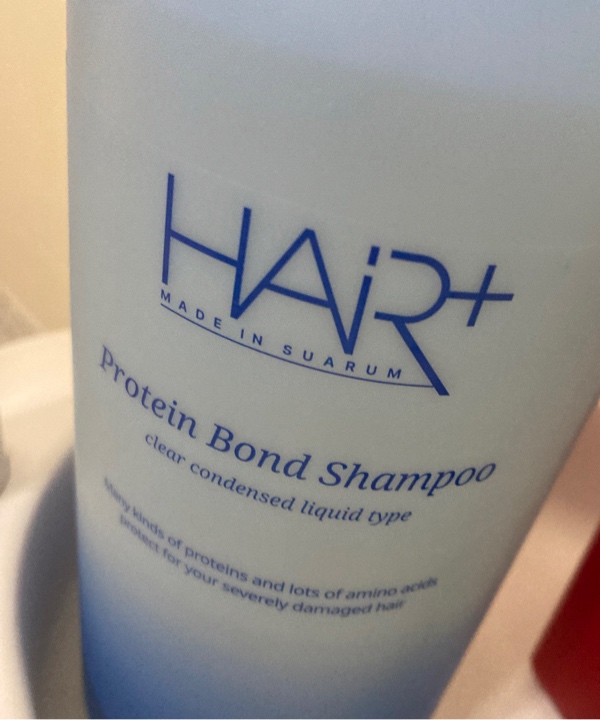 HAiR+
MADE IN SUARUM
Protein Bond Shampoo
clear condensed liquid type
Many kinds of proteins and lots of amino acids
protect for your severely damaged hair